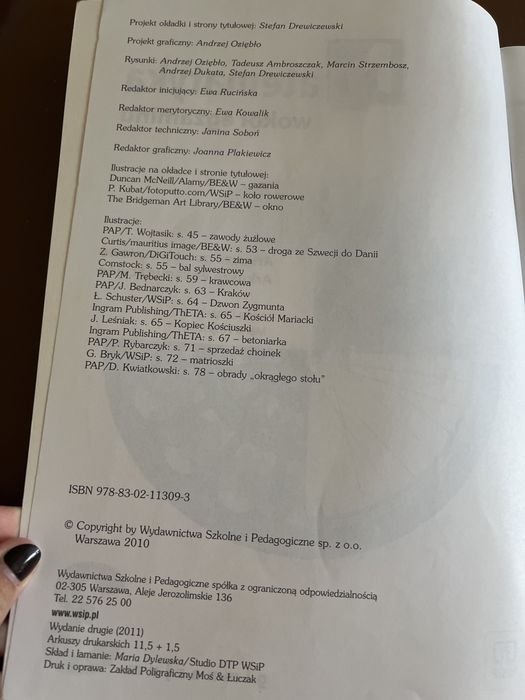 Projekt okładki i strony tytułowej: Stefan Drewiczewski
Projekt graficzny: Andrzej Oziębło
Rysunki: Andrzej Oziębło, Tadeusz Ambroszczak, Marcin Strzembosz,
Andrzej Dukata, Stefan Drewiczewski
Redaktor inicjujący: Ewa Rucińska
Redaktor merytoryczny: Ewa Kowalik
Redaktor techniczny: Janina Soboń
Redaktor graficzny: Joanna Plakiewicz
Ilustracje na okładce i stronie tytułowej:
Duncan McNeill/Alamy/BE&W – gazania
P. Kubat/fotoputto.com/WSiP – koło rowerowe
The Bridgeman Art Library/BE&W – okno
Ilustracje:
PAP/T. Wojtasik: s. 45 – zawody żużlowe
Curtis/mauritius image/BE&W: s. 53 – droga ze Szwecji do Danii
Z. Gawron/DiGiTouch: s. 55 – zima
Comstock: s. 55 – bal sylwestrowy
PAP/M. Trębecki: s. 59 – krawcowa
PAP/J. Bednarczyk: s. 63 – Kraków
Ł. Schuster/WSiP: s. 64 – Dzwon Zygmunta
Ingram Publishing/ThETA: s. 65 – Kościół Mariacki
J. Leśniak: s. 65 – Kopiec Kościuszki
Ingram Publishing/ThETA: s. 67 – betoniarka
PAP/P. Rybarczyk: s. 71 – sprzedaż choinek
G. Bryk/WSiP: s. 72 – matrioszki
PAP/D. Kwiatkowski: s. 78 – obrady „okrągłego stołu”
ISBN 978-83-02-11309-3
© Copyright by Wydawnictwa Szkolne i Pedagogiczne sp. z o.o.
Warszawa 2010
Wydawnictwa Szkolne i Pedagogiczne spółka z ograniczoną odpowiedzialnością
02-305 Warszawa, Aleje Jerozolimskie 136
Tel. 22 576 25 00
www.wsip.pl
Wydanie drugie (2011)
Arkuszy drukarskich 11,5 + 1,5
Skład i łamanie: Maria Dylewska/Studio DTP WSiP
Druk i oprawa: Zakład Poligraficzny Moś & Łuczak